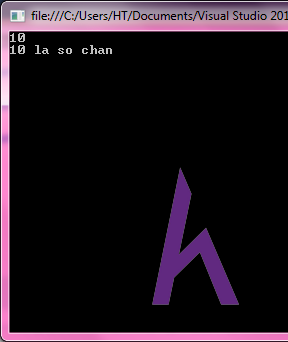 file:///C:/Users/HT/Documents/Visual Studio 201
10
10 la so chan